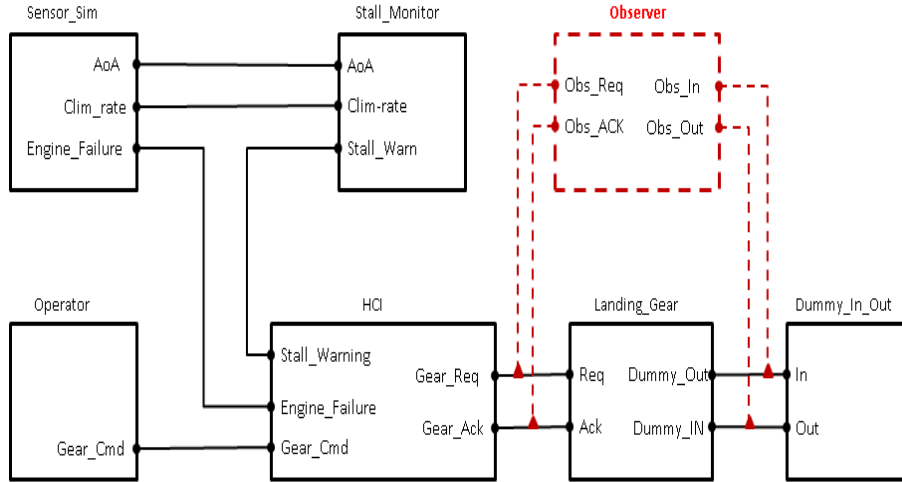 Sensor_Sim
AoA
Clim_rate
Engine_Failure
Stall_Monitor
AoA
Clim-rate
Stall_Warn
Observer
Obs_Req
Obs_In
Obs_ACK
Obs_Out
Operator
Gear_Cmd
HCI
Stall_Warning
Gear_Req
Engine_Failure
Gear_Ack
Gear_Cmd
Landing_Gear
Req
Dummy_Out
Ack
Dummy_IN
Dummy_In_Out
In
Out